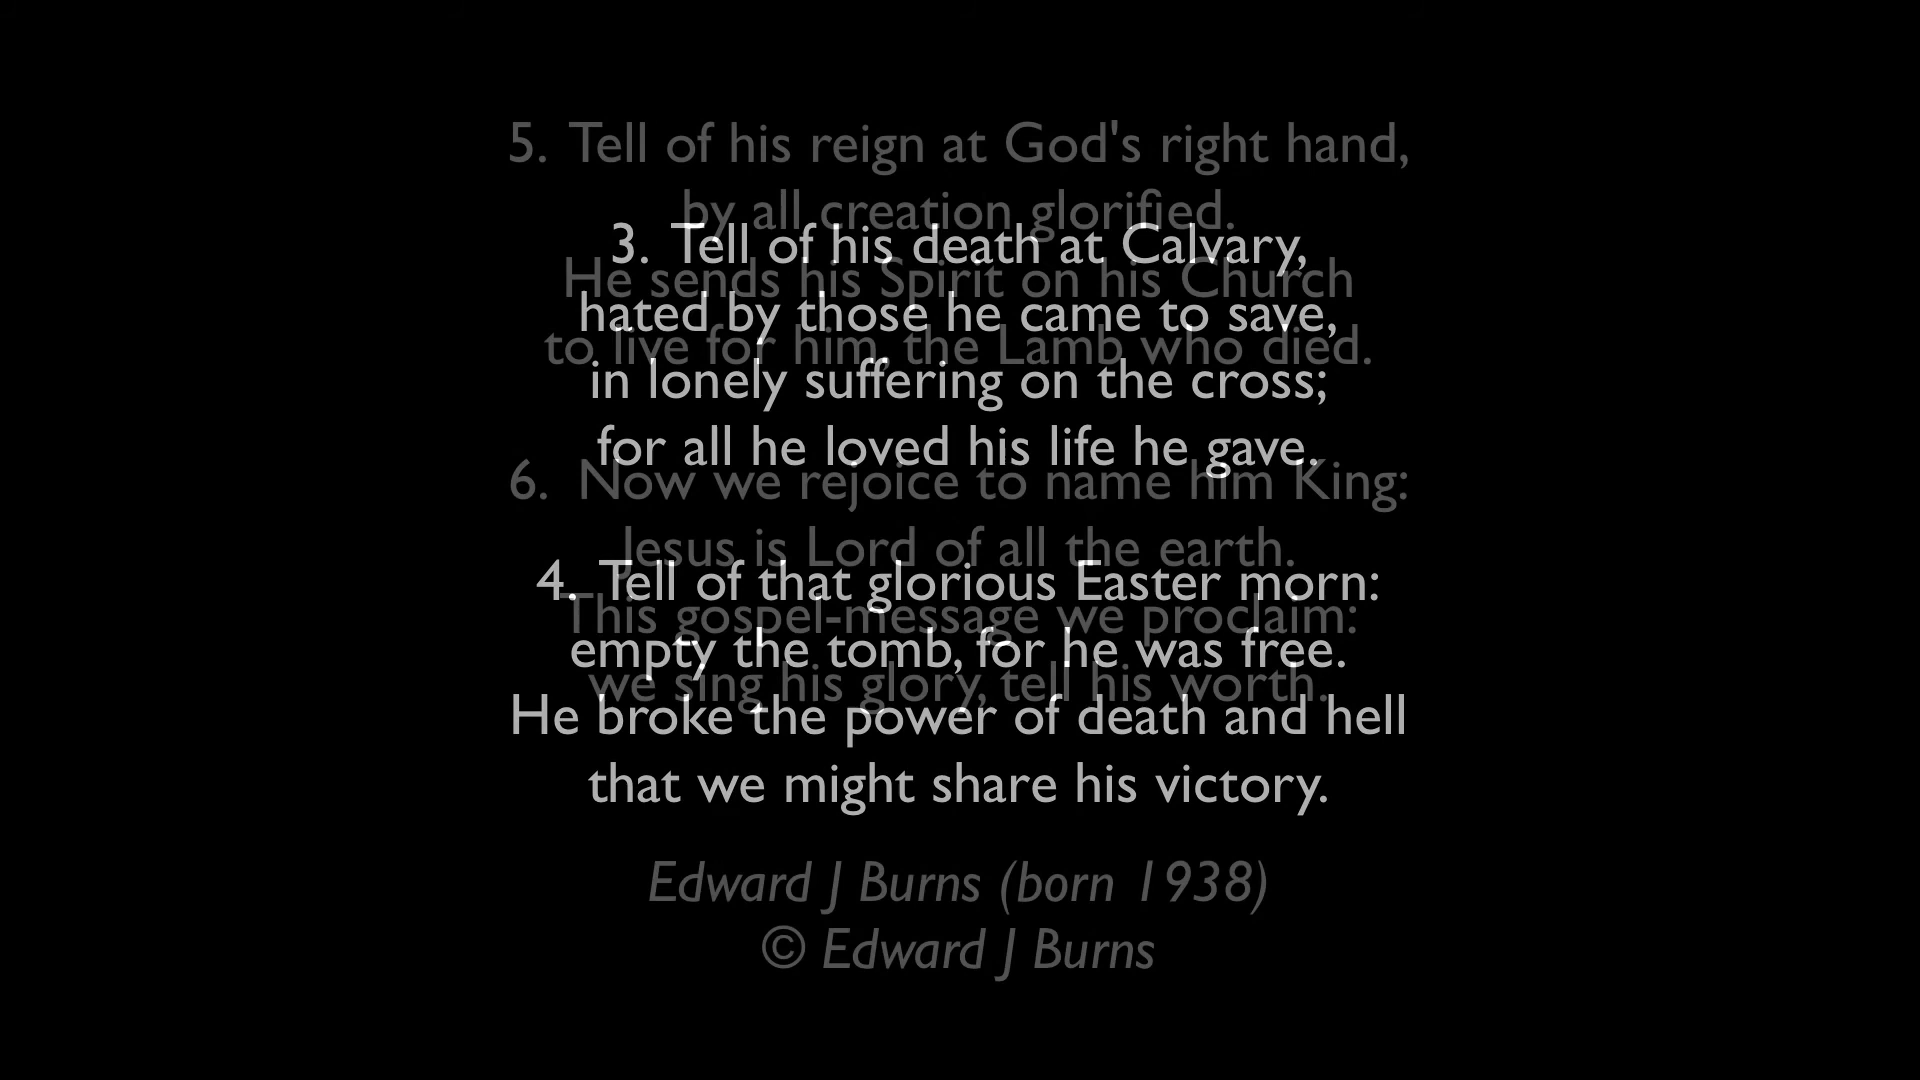 5. Tell of his reign at God's right hand,
by all creation glorified.
He sends his Spirit on his Church
to live for him, the Lamb who died.
6. Now we rejoice to name him King:
Jesus is Lord of all the earth.
This gospel-message we proclaim:
we sing his glory, tell his worth.
Edward J Burns (born 1938)
© Edward J Burns
3. Tell of his death at Calvary,
hated by those he came to save,
in lonely suffering on the cross;
for all he loved his life he gave.
4. Tell of that glorious Easter morn:
empty the tomb, for he was free.
He broke the power of death and hell
that we might share his victory.